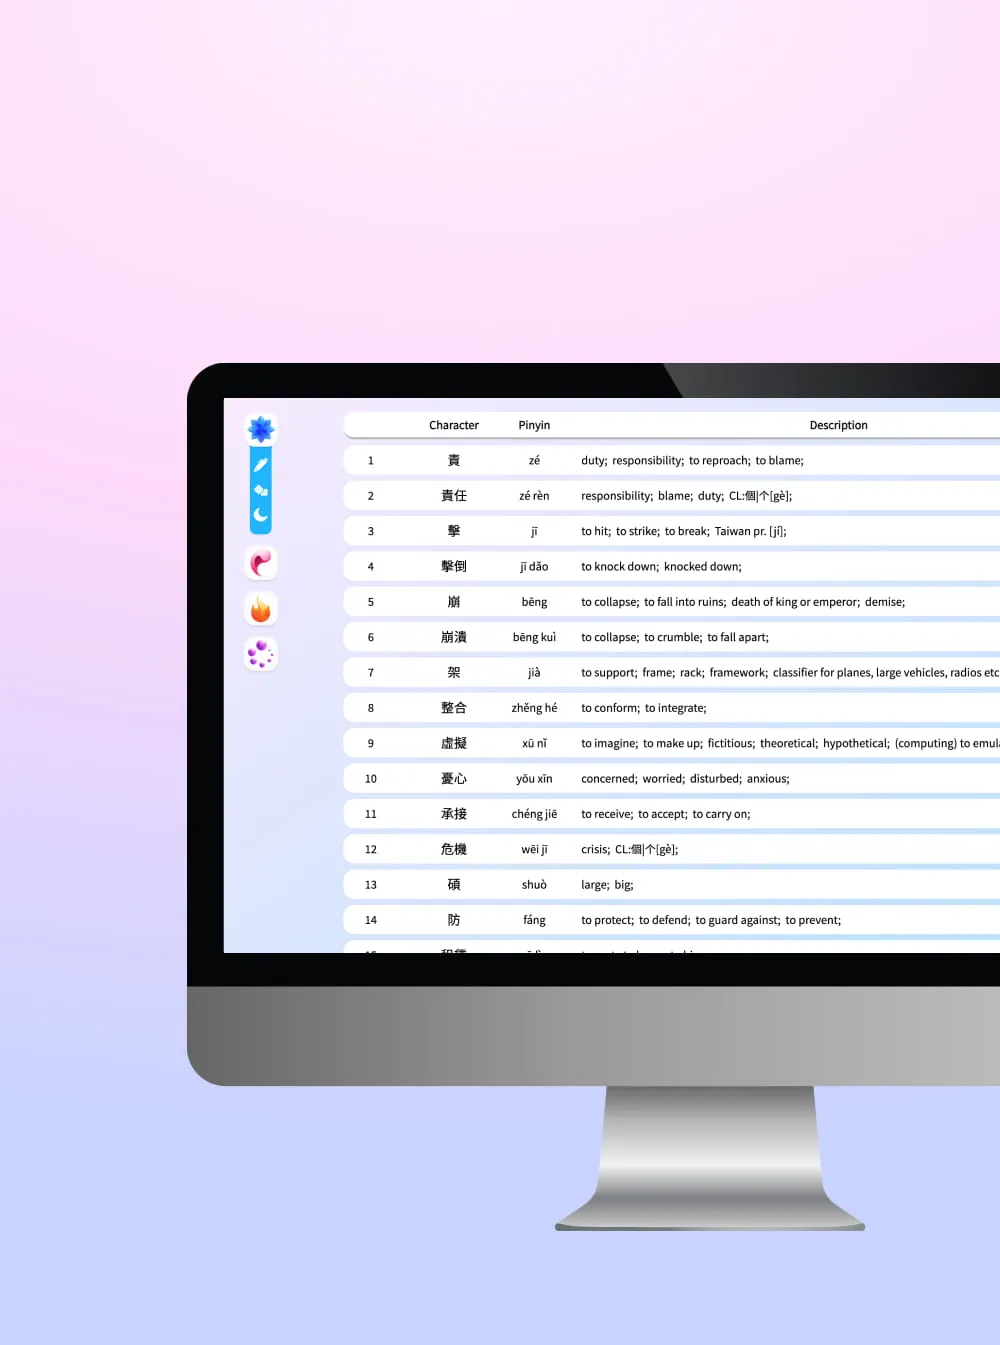 Character Pinyin Description
1 責 zé duty; responsibility; to reproach; to blame;
2 責任 zé rèn responsibility; blame; duty; CL:個|个[gè];
3 擊 jī to hit; to strike; to break; Taiwan pr. [jí];
4 擊倒 jī dǎo to knock down; knocked down;
5 崩 bēng to collapse; to fall into ruins; death of king or emperor; demise;
6 崩潰 bēng kuì to collapse; to crumble; to fall apart;
7 架 jià to support; frame; rack; framework; classifier for planes, large vehicles, radios etc
8 整合 zhěng hé to conform; to integrate;
9 虛擬 xū nǐ to imagine; to make up; fictitious; theoretical; hypothetical; (computing) to emula
10 憂心 yōu xīn concerned; worried; disturbed; anxious;
11 承接 chéng jiē to receive; to accept; to carry on;
12 危機 wēi jī crisis; CL:個|个[gè];
13 碩 shuò large; big;
14 防 fáng to protect; to defend; to guard against; to prevent;